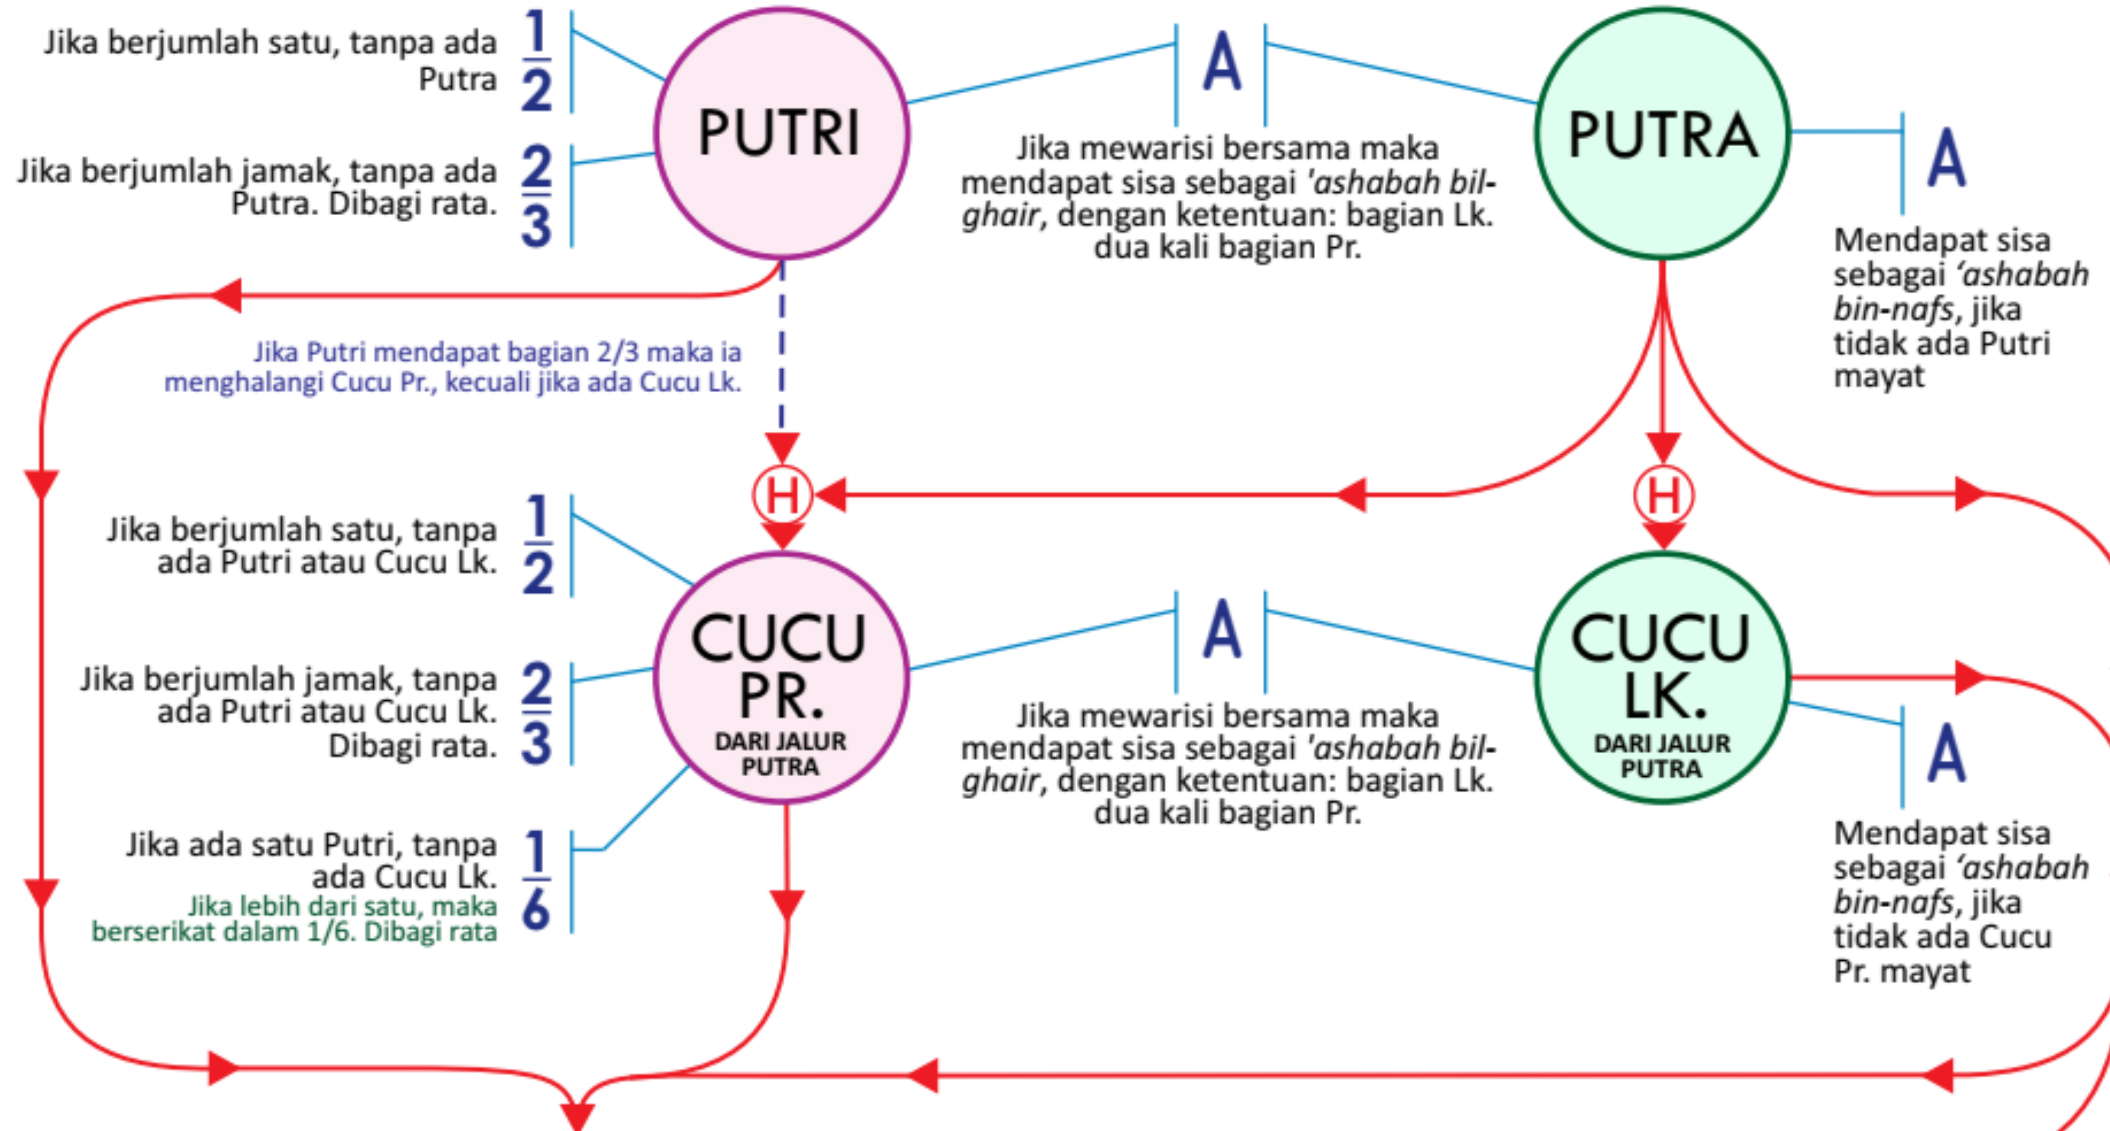 Jika berjumlah satu, tanpa ada
Putra
1
2
Jika berjumlah jamak, tanpa ada
Putra. Dibagi rata.
2
3
PUTRI
A
Jika mewarisi bersama maka
mendapat sisa sebagai 'ashabah bil-
ghair, dengan ketentuan: bagian Lk.
dua kali bagian Pr.
PUTRA
A
Mendapat sisa
sebagai ‘ashabah
bin-nafs, jika
tidak ada Putri
mayat
Jika Putri mendapat bagian 2/3 maka ia
menghalangi Cucu Pr., kecuali jika ada Cucu Lk.
H
H
Jika berjumlah satu, tanpa
ada Putri atau Cucu Lk.
1
2
Jika berjumlah jamak, tanpa
ada Putri atau Cucu Lk.
Dibagi rata.
2
3
Jika ada satu Putri, tanpa
ada Cucu Lk.
Jika lebih dari satu, maka
berserikat dalam 1/6. Dibagi rata
1
6
CUCU
PR.
DARI JALUR
PUTRA
A
Jika mewarisi bersama maka
mendapat sisa sebagai 'ashabah bil-
ghair, dengan ketentuan: bagian Lk.
dua kali bagian Pr.
CUCU
LK.
DARI JALUR
PUTRA
A
Mendapat sisa
sebagai ‘ashabah
bin-nafs, jika
tidak ada Cucu
Pr. mayat